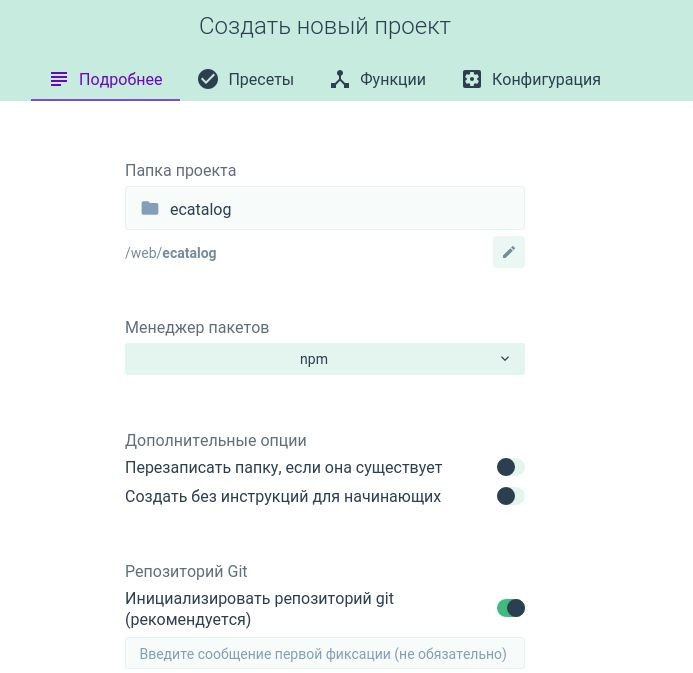 Создать новый проект
Подробнее Пресеты Функции Конфигурация
Папка проекта
ecatalog
/web/ecatalog
Менеджер пакетов
npm
Дополнительные опции
Перезаписать папку, если она существует
Создать без инструкций для начинающих
Репозиторий Git
Инициализировать репозиторий git
(рекомендуется)
Введите сообщение первой фиксации (не обязательно)